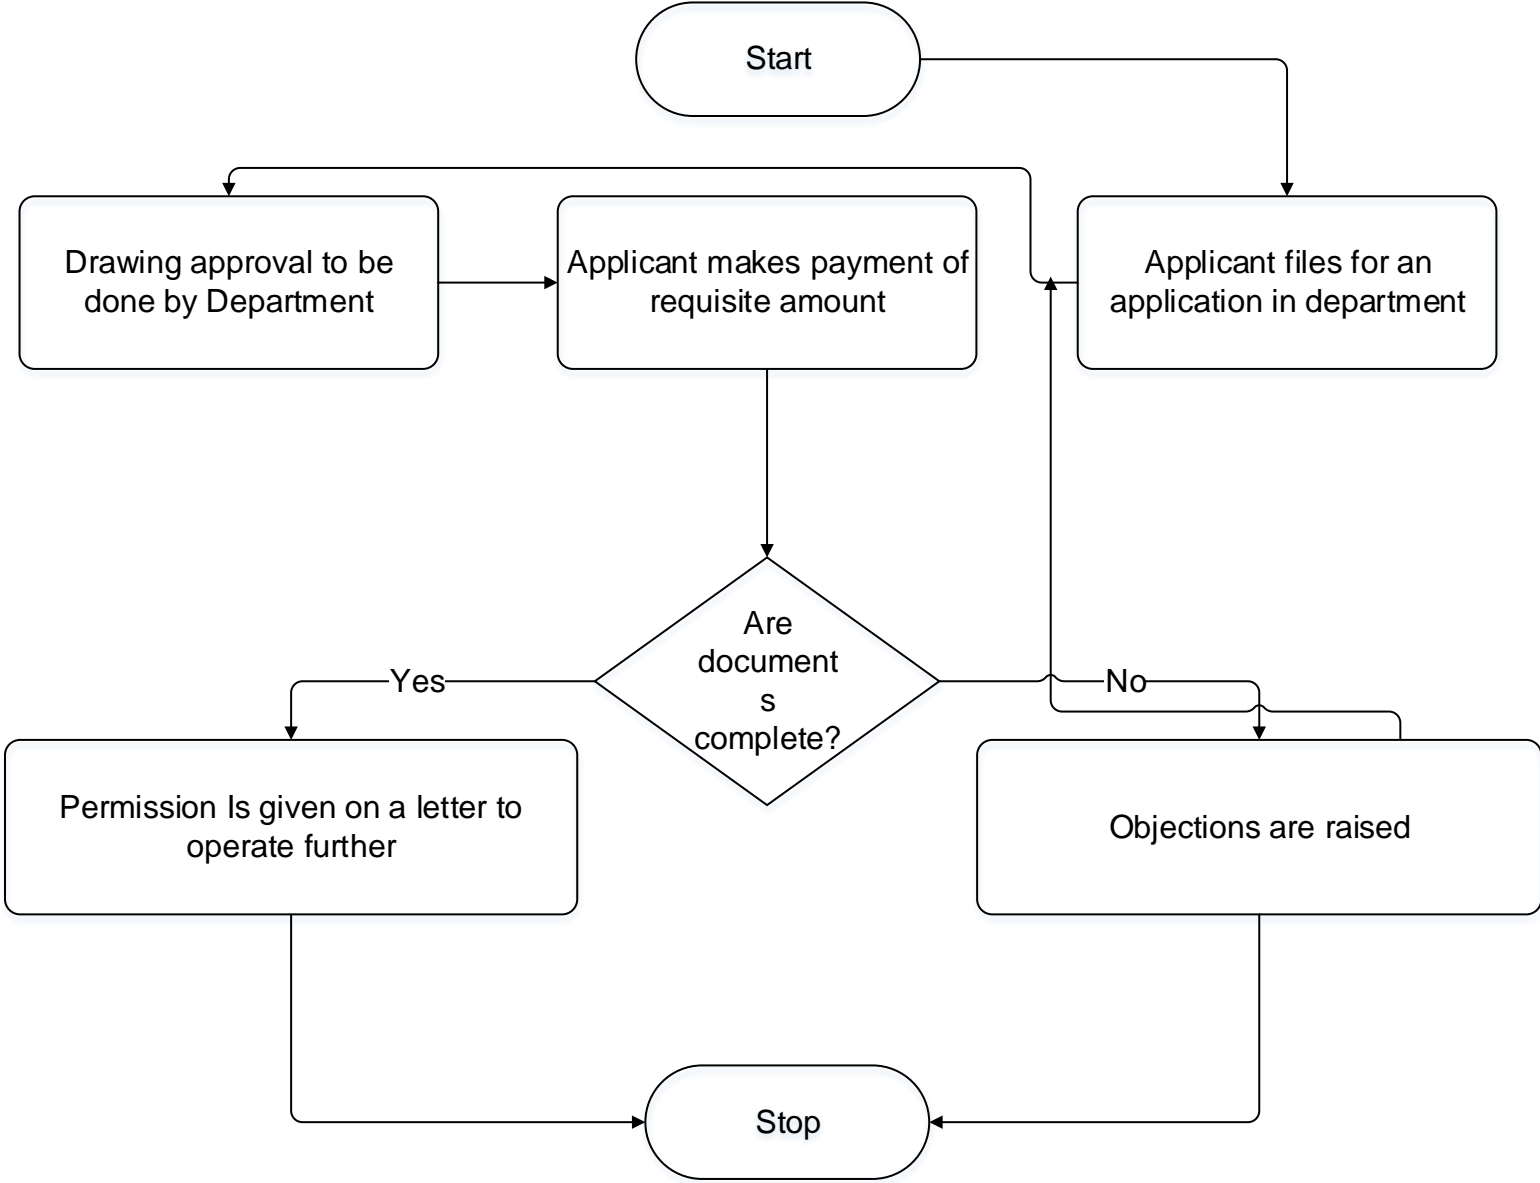 Start
Drawing approval to be
done by Department
Applicant makes payment of
requisite amount
Applicant files for an
application in department
Are
document
s
complete?
Yes
No
Permission Is given on a letter to
operate further
Objections are raised
Stop